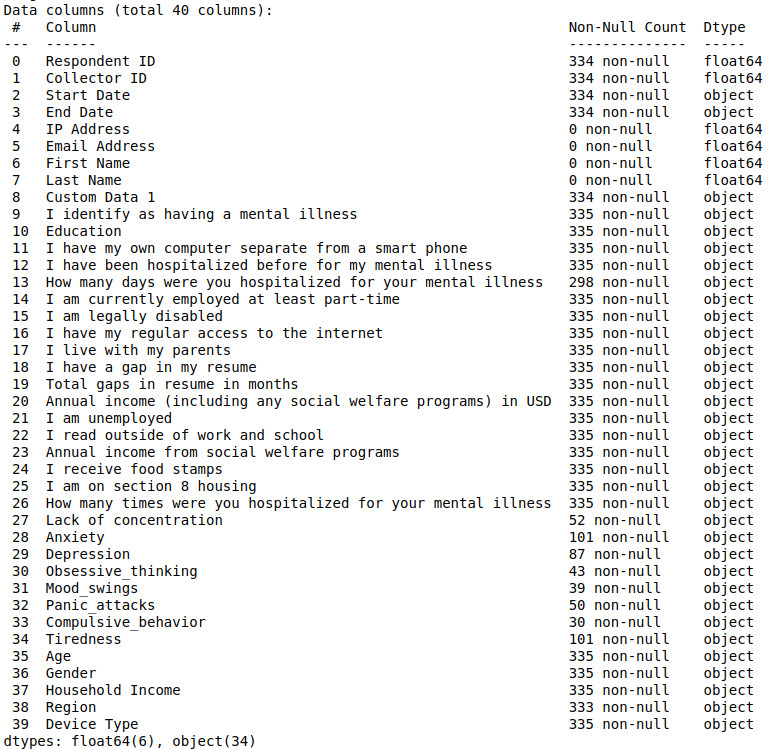 Data columns (total 40 columns):
#   Column   Non-Null Count   Dtype
---  ------  --------------  -----
0   Respondent ID   334 non-null   float64
1   Collector ID   334 non-null   float64
2   Start Date   334 non-null   object
3   End Date   334 non-null   object
4   IP Address   0 non-null   float64
5   Email Address   0 non-null   float64
6   First Name   0 non-null   float64
7   Last Name   0 non-null   float64
8   Custom Data 1   334 non-null   object
9   I identify as having a mental illness   335 non-null   object
10   Education   335 non-null   object
11   I have my own computer separate from a smart phone   335 non-null   object
12   I have been hospitalized before for my mental illness   335 non-null   object
13   How many days were you hospitalized for your mental illness   298 non-null   object
14   I am currently employed at least part-time   335 non-null   object
15   I am legally disabled   335 non-null   object
16   I have my regular access to the internet   335 non-null   object
17   I live with my parents   335 non-null   object
18   I have a gap in my resume   335 non-null   object
19   Total gaps in resume in months   335 non-null   object
20   Annual income (including any social welfare programs) in USD   335 non-null   object
21   I am unemployed   335 non-null   object
22   I read outside of work and school   335 non-null   object
23   Annual income from social welfare programs   335 non-null   object
24   I receive food stamps   335 non-null   object
25   I am on section 8 housing   335 non-null   object
26   How many times were you hospitalized for your mental illness   335 non-null   object
27   Lack of concentration   52 non-null   object
28   Anxiety   101 non-null   object
29   Depression   87 non-null   object
30   Obsessive_thinking   43 non-null   object
31   Mood_swings   39 non-null   object
32   Panic_attacks   50 non-null   object
33   Compulsive_behavior   30 non-null   object
34   Tiredness   101 non-null   object
35   Age   335 non-null   object
36   Gender   335 non-null   object
37   Household Income   335 non-null   object
38   Region   333 non-null   object
39   Device Type   335 non-null   object
dtypes: float64(6), object(34)